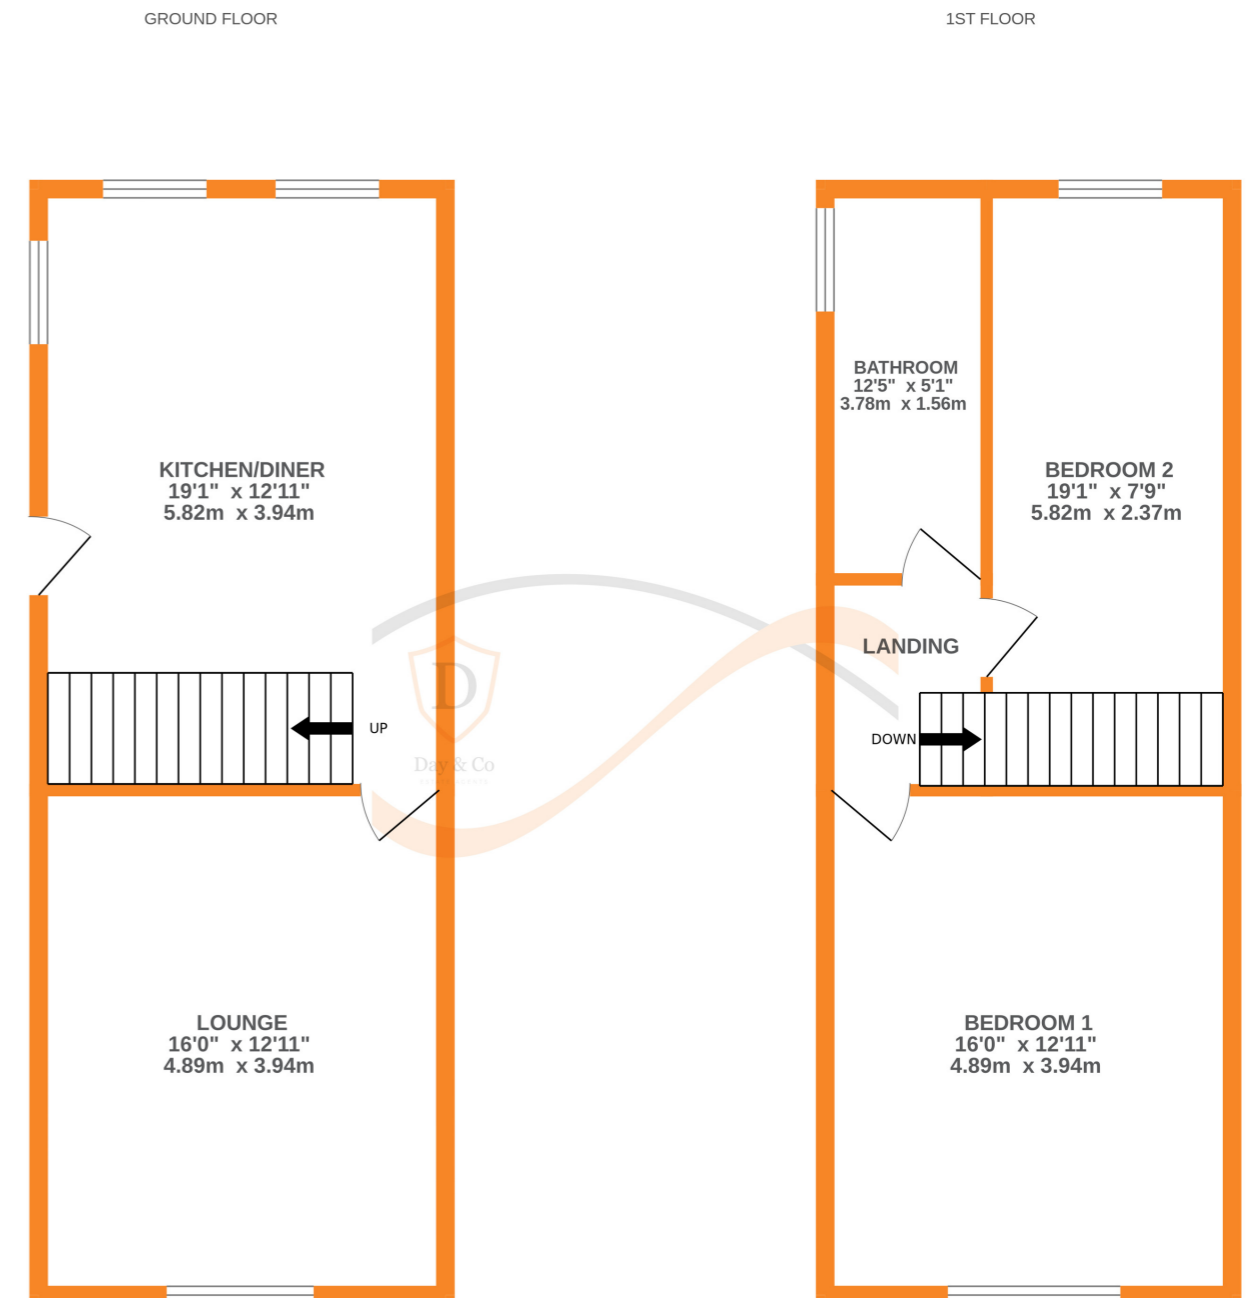 GROUND FLOOR
1ST FLOOR
KITCHEN/DINER
19'1" x 12'11"
5.82m x 3.94m
UP
LOUNGE
16'0" x 12'11"
4.89m x 3.94m
BATHROOM
12'5" x 5'1"
3.78m x 1.56m
BEDROOM 2
19'1" x 7'9"
5.82m x 2.37m
LANDING
DOWN
BEDROOM 1
16'0" x 12'11"
4.89m x 3.94m
D
Day & Co